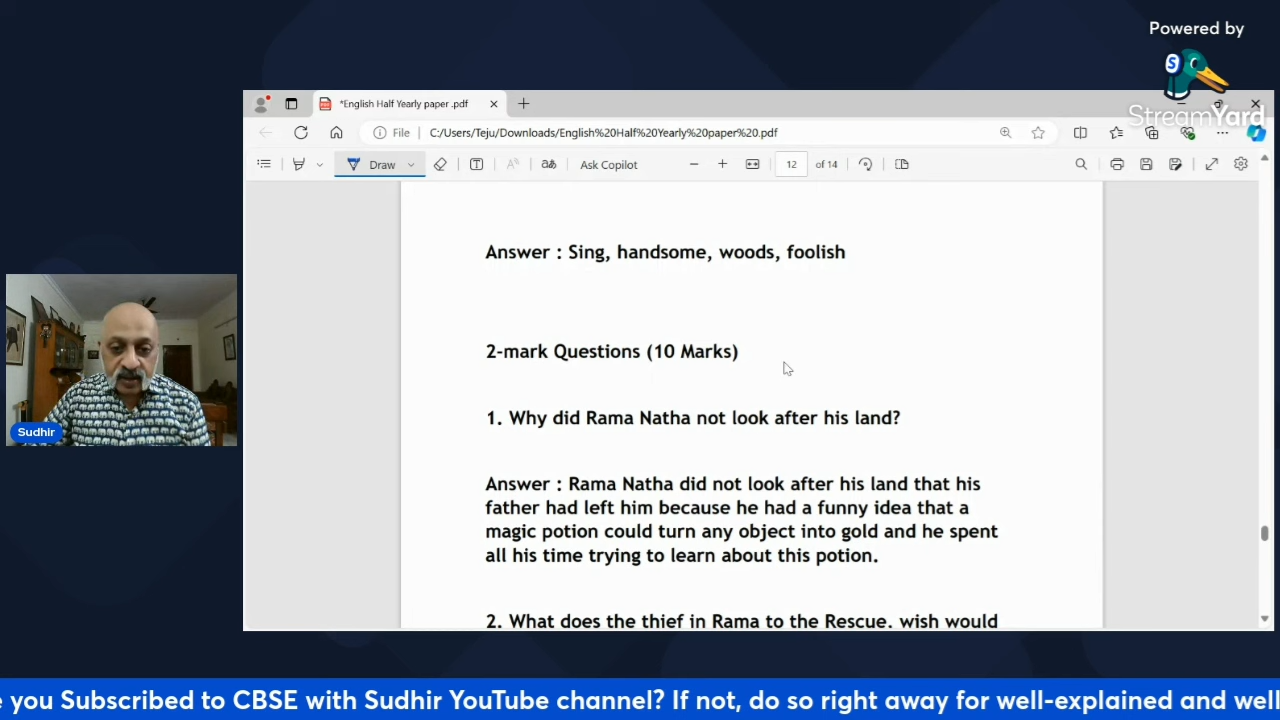 Powered by
StreamYard
*English Half Yearly paper .pdf
File
C:/Users/Teju/Downloads/English%20Half%20Yearly%20paper%20.pdf
Draw
Ask Copilot
12 of 14
Answer : Sing, handsome, woods, foolish
2-mark Questions (10 Marks)
1. Why did Rama Natha not look after his land?
Answer : Rama Natha did not look after his land that his
father had left him because he had a funny idea that a
magic potion could turn any object into gold and he spent
all his time trying to learn about this potion.
2. What does the thief in Rama to the Rescue, wish would
Sudhir
e you Subscribed to CBSE with Sudhir YouTube channel? If not, do so right away for well-explained and well